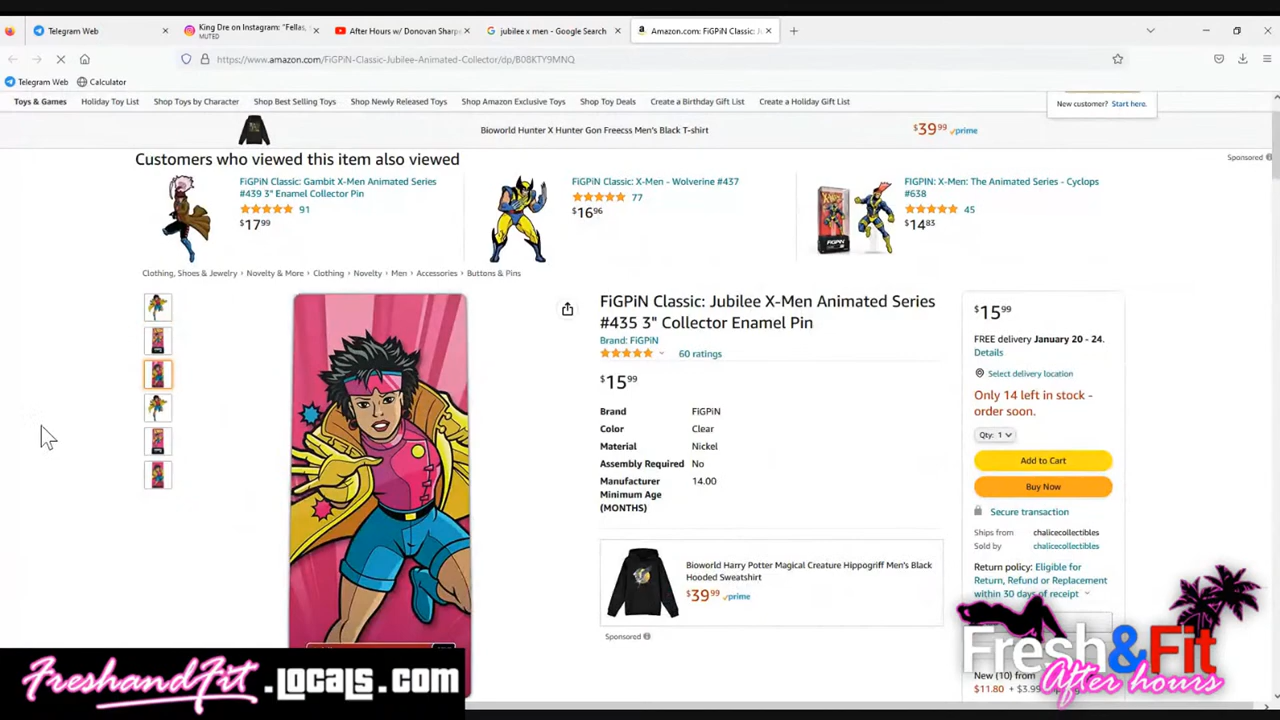 Telegram Web
King Dre on Instagram: "Fellas,
MUTED
After Hours w/ Donovan Sharpe
jubilee x men - Google Search
Amazon.com: FiGPiN Classic: J
https://www.amazon.com/FiGPiN-Classic-Jubilee-Animated-Collector/dp/B08KTY9MNQ
Telegram Web
Calculator
Toys & Games
Holiday Toy List
Shop Toys by Character
Shop Best Selling Toys
Shop Newly Released Toys
Shop Amazon Exclusive Toys
Shop Toy Deals
Create a Birthday Gift List
Create a Holiday Gift List
New customer? Start here.
Bioworld Hunter X Hunter Gon Freecss Men's Black T-shirt
$39 99 prime
Customers who viewed this item also viewed
Sponsored
FiGPiN Classic: Gambit X-Men Animated Series
#439 3" Enamel Collector Pin
91
$17 99
FiGPiN Classic: X-Men - Wolverine #437
77
$16 96
FIGPIN: X-Men: The Animated Series - Cyclops
#638
45
$14 83
Clothing, Shoes & Jewelry › Novelty & More › Clothing › Novelty › Men › Accessories › Buttons & Pins
FiGPiN Classic: Jubilee X-Men Animated Series
#435 3" Collector Enamel Pin
Brand: FiGPiN
60 ratings
$15 99
Brand FiGPiN
Color Clear
Material Nickel
Assembly Required No
Manufacturer 14.00
Minimum Age
(MONTHS)
Bioworld Harry Potter Magical Creature Hippogriff Men's Black
Hooded Sweatshirt
$39 99 prime
Sponsored
$15 99
FREE delivery January 20 - 24.
Details
Select delivery location
Only 14 left in stock -
order soon.
Qty: 1
Add to Cart
Buy Now
Secure transaction
Ships from chalicecollectibles
Sold by chalicecollectibles
Return policy: Eligible for
Return, Refund or Replacement
within 30 days of receipt
New (10) from
$11.80 + $3.99
Fresh&Fit
After hours
FreshandFit.Locals.com